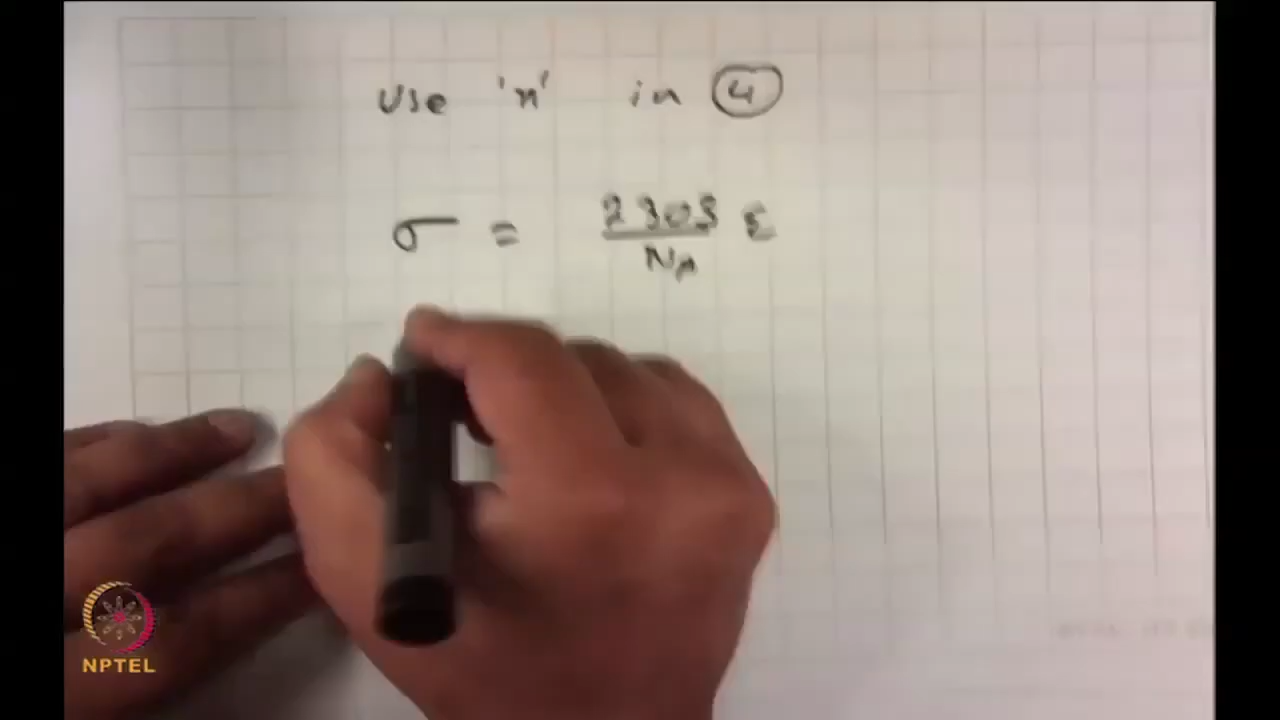 Use 'n' in 4
σ = 2303/N_A ε
NPTEL